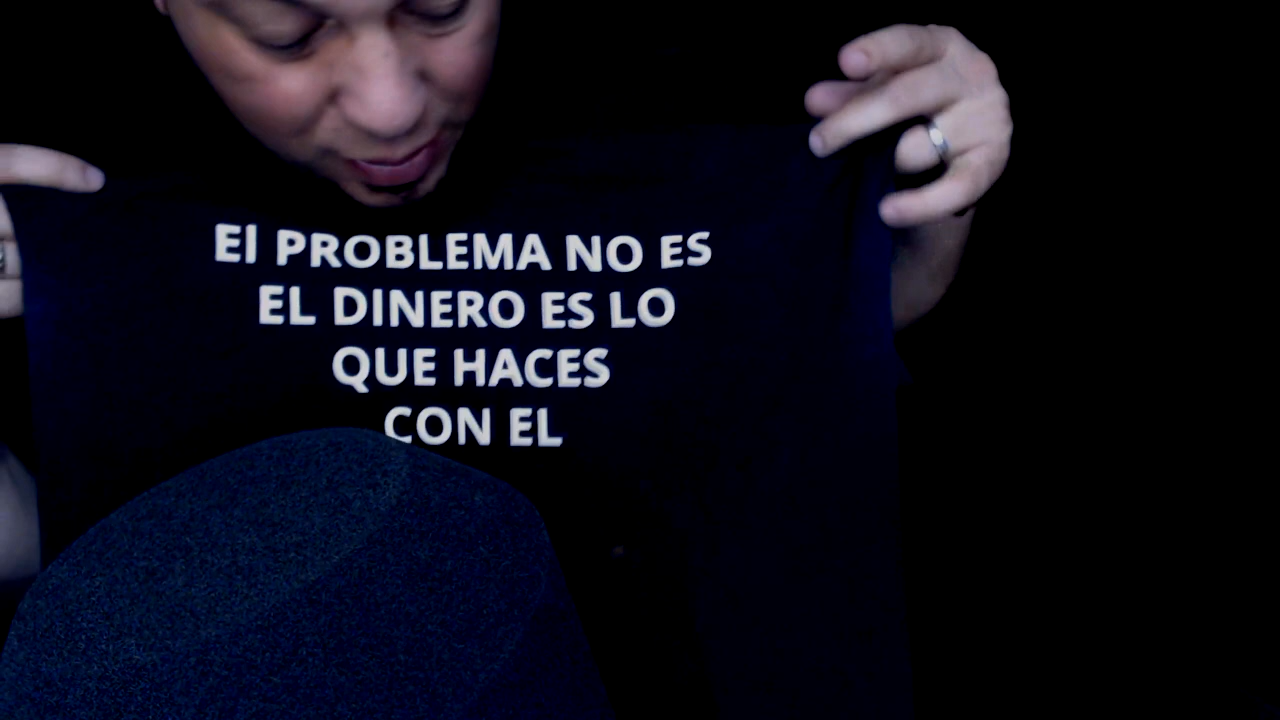 El PROBLEMA NO ES
EL DINERO ES LO
QUE HACES
CON EL